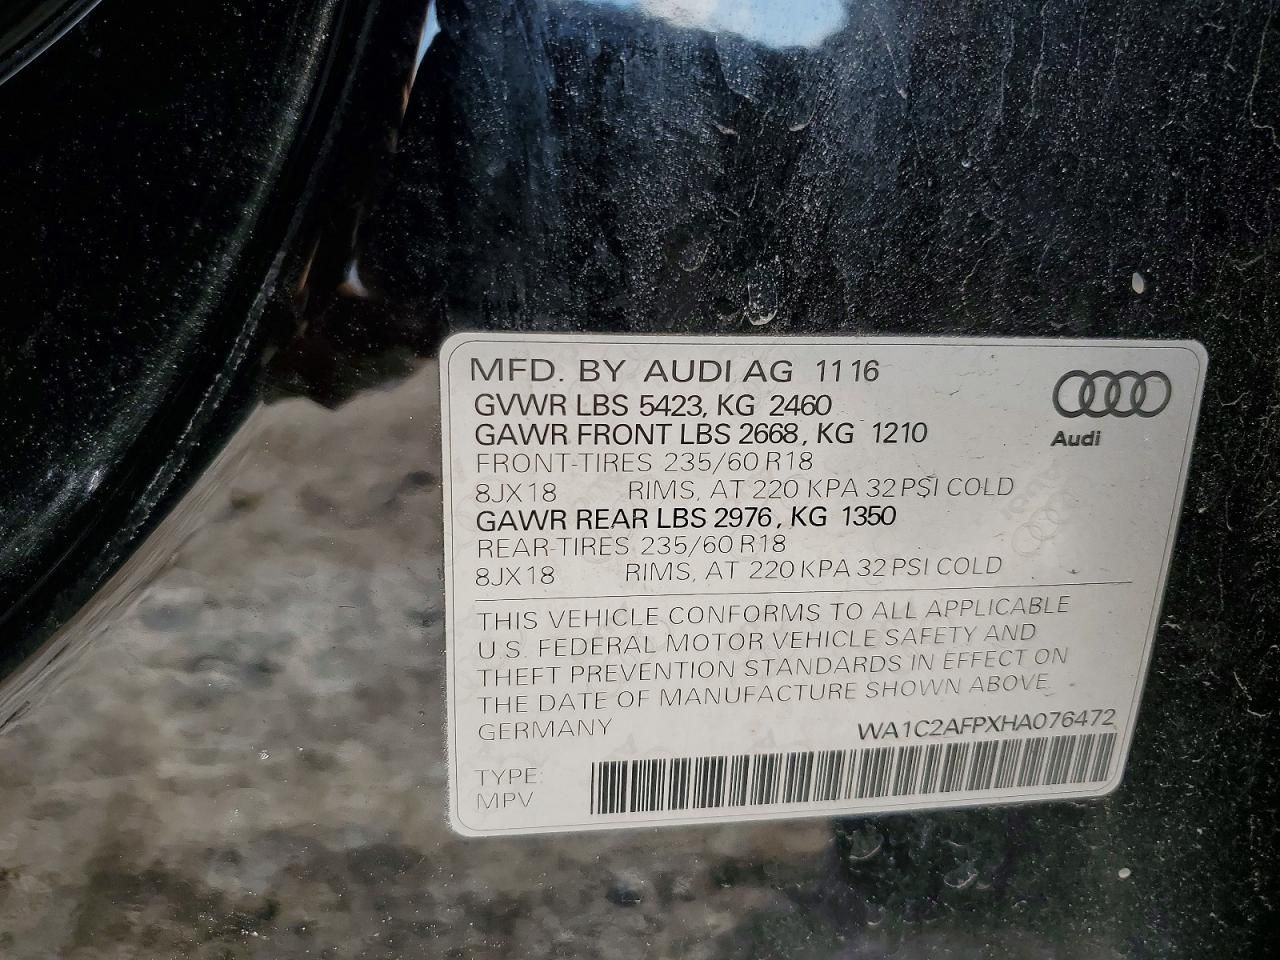 MFD. BY AUDI AG 11 16
GVWR LBS 5423, KG 2460
GAWR FRONT LBS 2668, KG 1210
FRONT-TIRES 235/60 R18
8JX18 RIMS, AT 220 KPA 32 PSI COLD
GAWR REAR LBS 2976, KG 1350
REAR-TIRES 235/60 R18
8JX18 RIMS, AT 220 KPA 32 PSI COLD
Audi
THIS VEHICLE CONFORMS TO ALL APPLICABLE
U.S. FEDERAL MOTOR VEHICLE SAFETY AND
THEFT PREVENTION STANDARDS IN EFFECT ON
THE DATE OF MANUFACTURE SHOWN ABOVE
GERMANY WA1C2AFPXHA076472
TYPE:
MPV